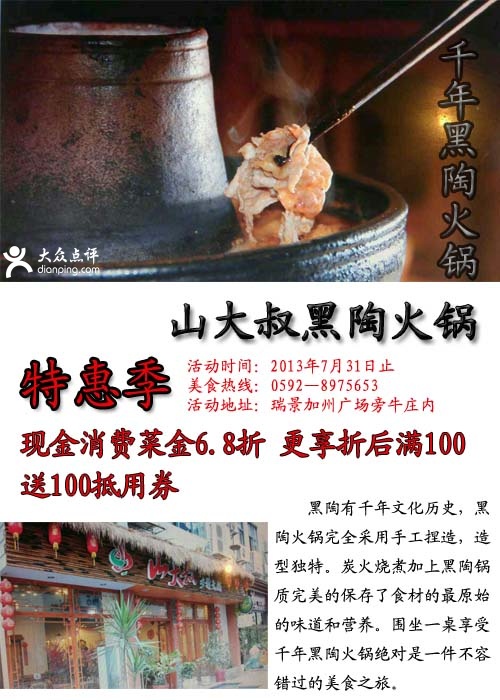 千年黑陶火锅
大众点评
dianping.com
山大叔黑陶火锅
特惠季
活动时间：2013年7月31日止
美食热线：0592—8975653
活动地址：瑞景加州广场旁牛庄内
现金消费菜金6.8折 更享折后满100
送100抵用券
黑陶有千年文化历史，黑
陶火锅完全采用手工捏造，造
型独特。炭火烧煮加上黑陶锅
质完美的保存了食材的最原始
的味道和营养。围坐一桌享受
千年黑陶火锅绝对是一件不容
错过的美食之旅。
山大叔